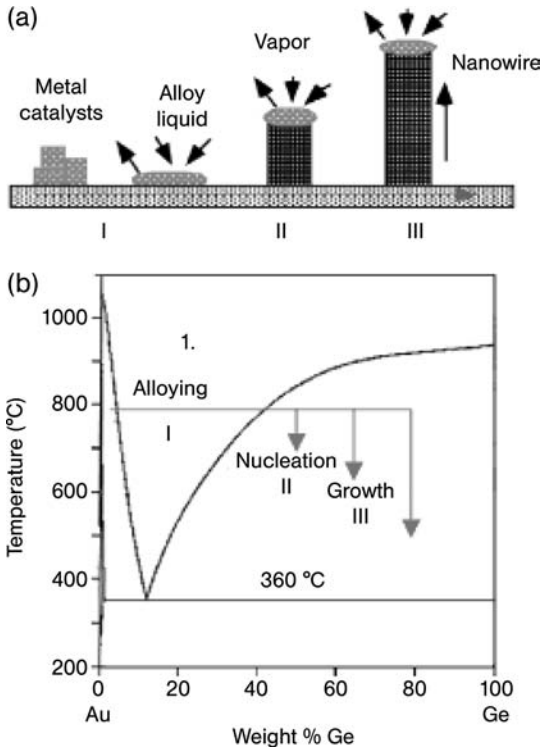 (a)
Vapor
Nanowire
Metal
catalysts
Alloy
liquid
I
II
III
(b)
1000
1.
Alloying
800
I
Nucleation
II
Growth
III
600
400
360 °C
200
Temperature (°C)
0
20
40
60
80
100
Au
Ge
Weight % Ge